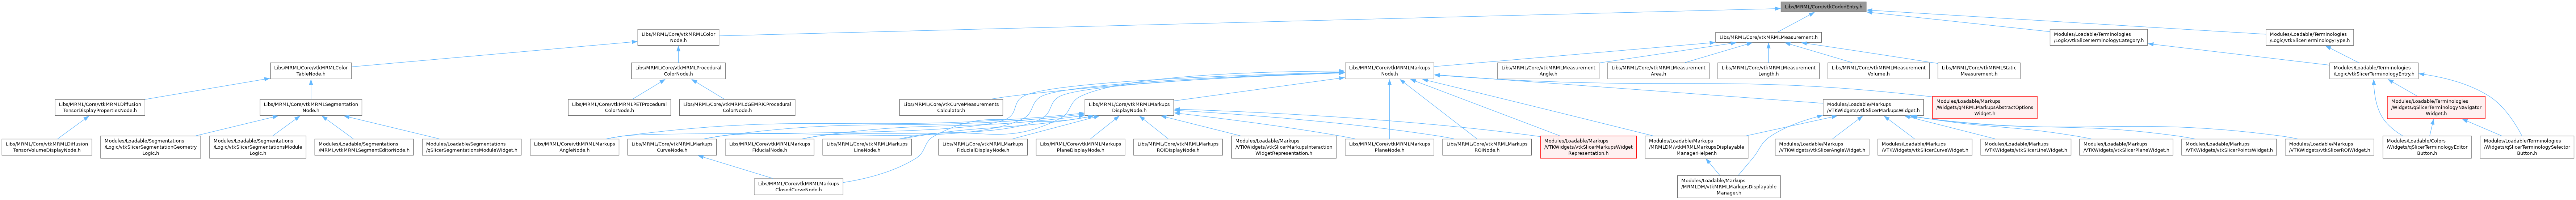 Libs/MRML/Core/vtkCodedEntry.h
Libs/MRML/Core/vtkMRMLColor
Node.h
Libs/MRML/Core/vtkMRMLMeasurement.h
Modules/Loadable/Terminologies
/Logic/vtkSlicerTerminologyCategory.h
Modules/Loadable/Terminologies
/Logic/vtkSlicerTerminologyType.h
Libs/MRML/Core/vtkMRMLColor
TableNode.h
Libs/MRML/Core/vtkMRMLProcedural
ColorNode.h
Libs/MRML/Core/vtkMRMLMarkups
Node.h
Libs/MRML/Core/vtkMRMLMeasurement
Angle.h
Libs/MRML/Core/vtkMRMLMeasurement
Area.h
Libs/MRML/Core/vtkMRMLMeasurement
Length.h
Libs/MRML/Core/vtkMRMLMeasurement
Volume.h
Libs/MRML/Core/vtkMRMLStatic
Measurement.h
Modules/Loadable/Terminologies
/Logic/vtkSlicerTerminologyEntry.h
Libs/MRML/Core/vtkMRMLDiffusion
TensorDisplayPropertiesNode.h
Libs/MRML/Core/vtkMRMLSegmentation
Node.h
Libs/MRML/Core/vtkMRMLPETProcedural
ColorNode.h
Libs/MRML/Core/vtkMRMLdGEMRICProcedural
ColorNode.h
Libs/MRML/Core/vtkCurveMeasurements
Calculator.h
Libs/MRML/Core/vtkMRMLMarkups
DisplayNode.h
Modules/Loadable/Markups
/VTKWidgets/vtkSlicerMarkupsWidget.h
Modules/Loadable/Markups
/Widgets/qMRMLMarkupsAbstractOptions
Widget.h
Modules/Loadable/Terminologies
/Widgets/qSlicerTerminologyNavigator
Widget.h
Libs/MRML/Core/vtkMRMLDiffusion
TensorVolumeDisplayNode.h
Modules/Loadable/Segmentations
/Logic/vtkSlicerSegmentationGeometry
Logic.h
Modules/Loadable/Segmentations
/Logic/vtkSlicerSegmentationsModule
Logic.h
Modules/Loadable/Segmentations
/MRML/vtkMRMLSegmentEditorNode.h
Modules/Loadable/Segmentations
/qSlicerSegmentationsModuleWidget.h
Libs/MRML/Core/vtkMRMLMarkups
AngleNode.h
Libs/MRML/Core/vtkMRMLMarkups
CurveNode.h
Libs/MRML/Core/vtkMRMLMarkups
FiducialNode.h
Libs/MRML/Core/vtkMRMLMarkups
LineNode.h
Libs/MRML/Core/vtkMRMLMarkups
FiducialDisplayNode.h
Libs/MRML/Core/vtkMRMLMarkups
PlaneDisplayNode.h
Libs/MRML/Core/vtkMRMLMarkups
ROIDisplayNode.h
Modules/Loadable/Markups
/VTKWidgets/vtkSlicerMarkupsInteraction
WidgetRepresentation.h
Libs/MRML/Core/vtkMRMLMarkups
PlaneNode.h
Libs/MRML/Core/vtkMRMLMarkups
ROINode.h
Modules/Loadable/Markups
/VTKWidgets/vtkSlicerMarkupsWidget
Representation.h
Modules/Loadable/Markups
/MRMLDM/vtkMRMLMarkupsDisplayable
ManagerHelper.h
Modules/Loadable/Markups
/VTKWidgets/vtkSlicerAngleWidget.h
Modules/Loadable/Markups
/VTKWidgets/vtkSlicerCurveWidget.h
Modules/Loadable/Markups
/VTKWidgets/vtkSlicerLineWidget.h
Modules/Loadable/Markups
/VTKWidgets/vtkSlicerPlaneWidget.h
Modules/Loadable/Markups
/VTKWidgets/vtkSlicerPointsWidget.h
Modules/Loadable/Markups
/VTKWidgets/vtkSlicerROIWidget.h
Modules/Loadable/Colors
/Widgets/qSlicerTerminologyEditor
Button.h
Modules/Loadable/Terminologies
/Widgets/qSlicerTerminologySelector
Button.h
Libs/MRML/Core/vtkMRMLMarkups
ClosedCurveNode.h
Modules/Loadable/Markups
/MRMLDM/vtkMRMLMarkupsDisplayable
Manager.h